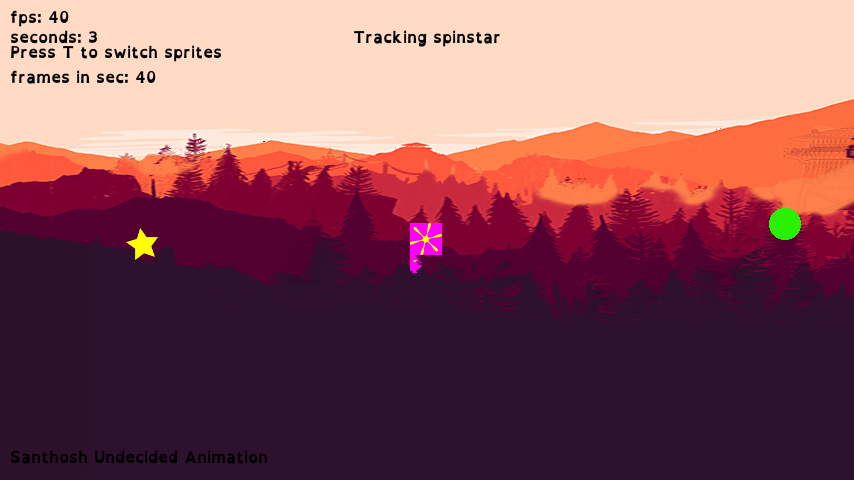 fps: 40
seconds: 3
Tracking spinstar
Press T to switch sprites
frames in sec: 40
Santhosh Undecided Animation